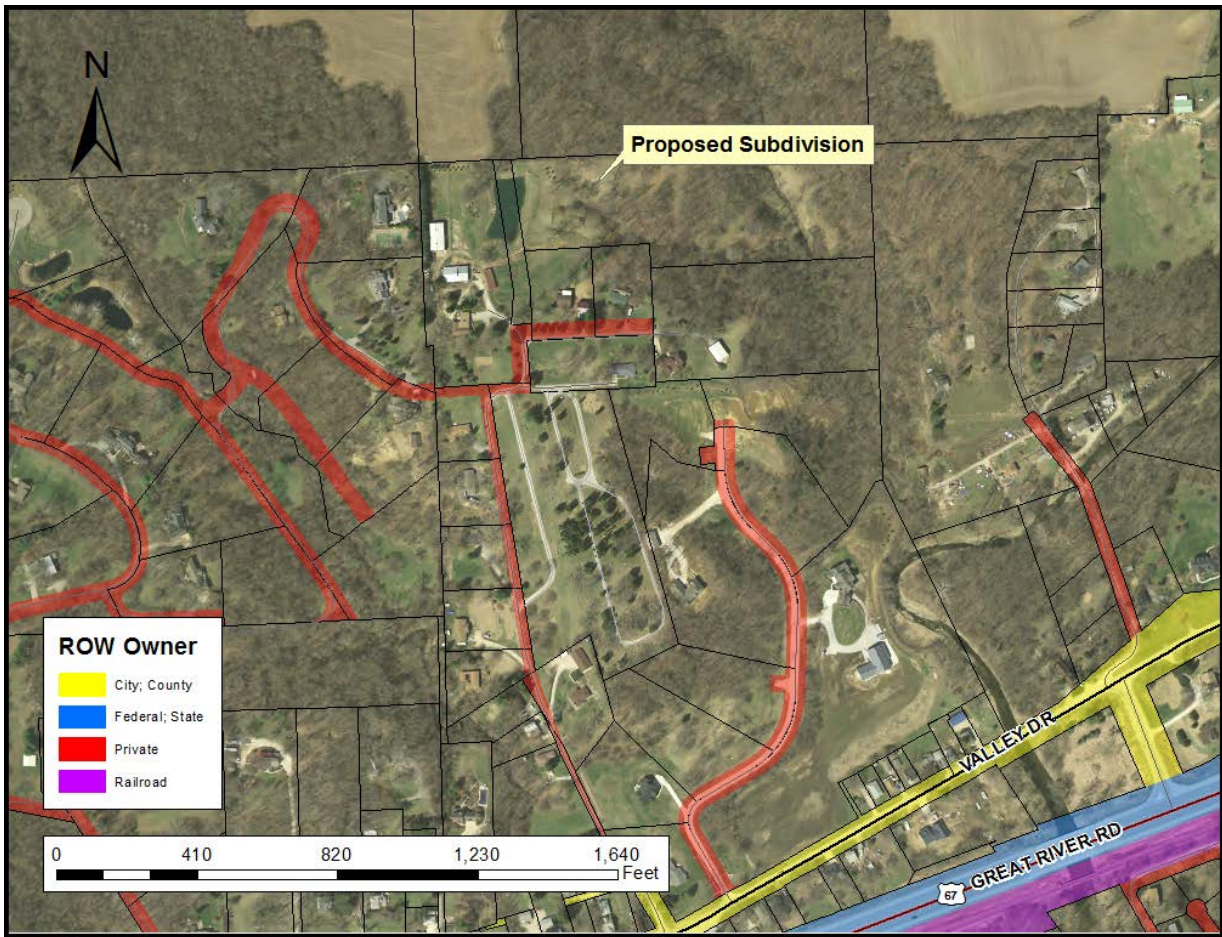 N
Proposed Subdivision
ROW Owner
City; County
Federal; State
Private
Railroad
0 410 820 1,230 1,640
Feet
VALLEY DR
GREAT RIVER RD
67